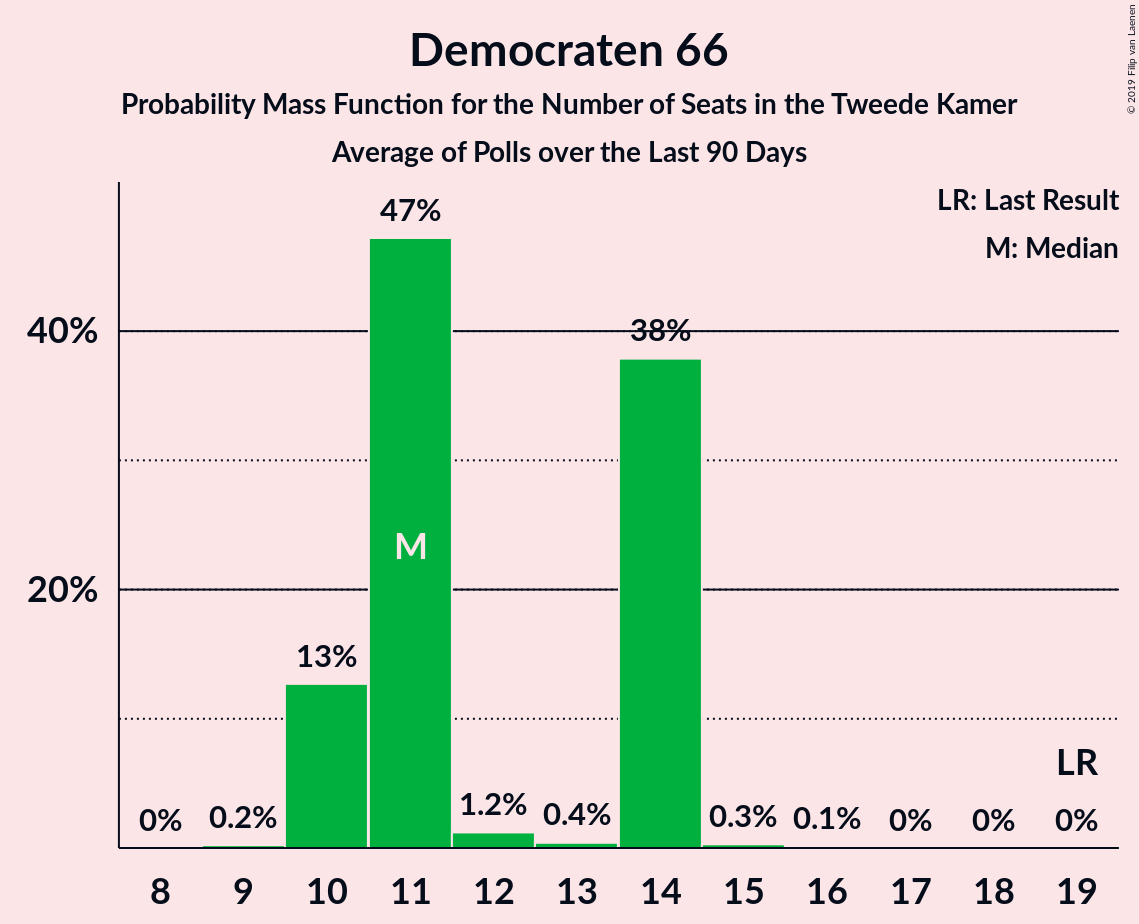 Democraten 66
Probability Mass Function for the Number of Seats in the Tweede Kamer
Average of Polls over the Last 90 Days
© 2019 Filip van Laenen
LR: Last Result
M: Median
47%
40%
38%
M
20%
13%
LR
0%
0.2%
1.2%
0.4%
0.3%
0.1%
0%
0%
0%
8 9 10 11 12 13 14 15 16 17 18 19